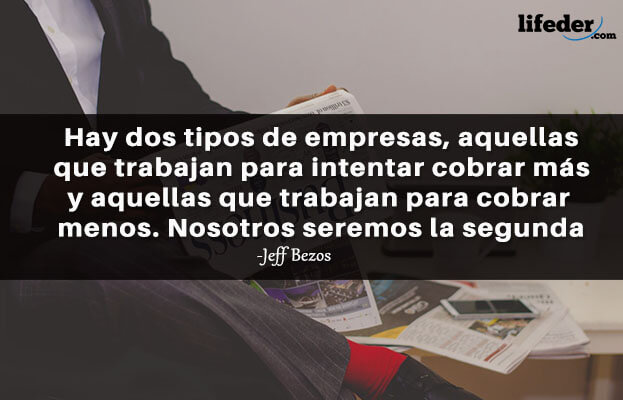 lifeder.com
Hay dos tipos de empresas, aquellas
que trabajan para intentar cobrar más
y aquellas que trabajan para cobrar
menos. Nosotros seremos la segunda
-Jeff Bezos